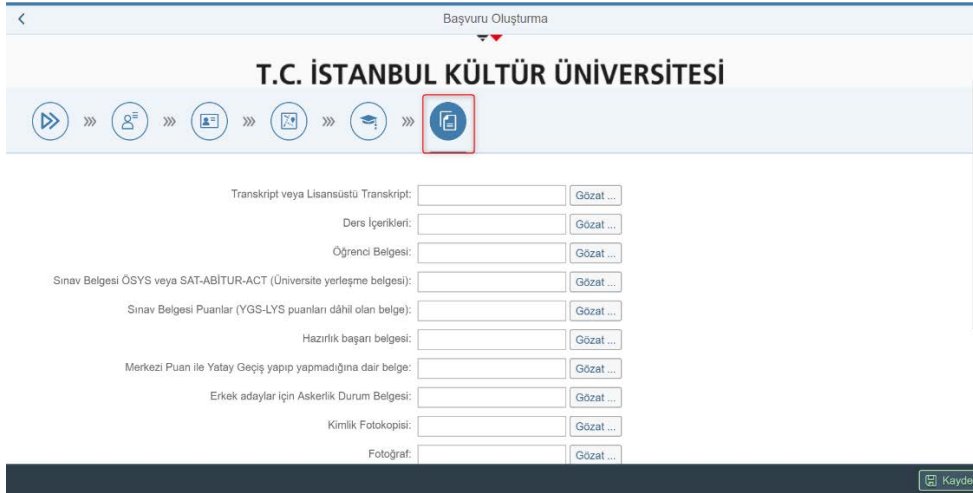 Başvuru Oluşturma
T.C. İSTANBUL KÜLTÜR ÜNİVERSİTESİ
Transkript veya Lisansüstü Transkript: Gözat ...
Ders İçerikleri: Gözat ...
Öğrenci Belgesi: Gözat ...
Sınav Belgesi ÖSYS veya SAT-ABİTUR-ACT (Üniversite yerleşme belgesi): Gözat ...
Sınav Belgesi Puanlar (YGS-LYS puanları dâhil olan belge): Gözat ...
Hazırlık başarı belgesi: Gözat ...
Merkezi Puan ile Yatay Geçiş yapıp yapmadığına dair belge: Gözat ...
Erkek adaylar için Askerlik Durum Belgesi: Gözat ...
Kimlik Fotokopisi: Gözat ...
Fotoğraf: Gözat ...
Kayde